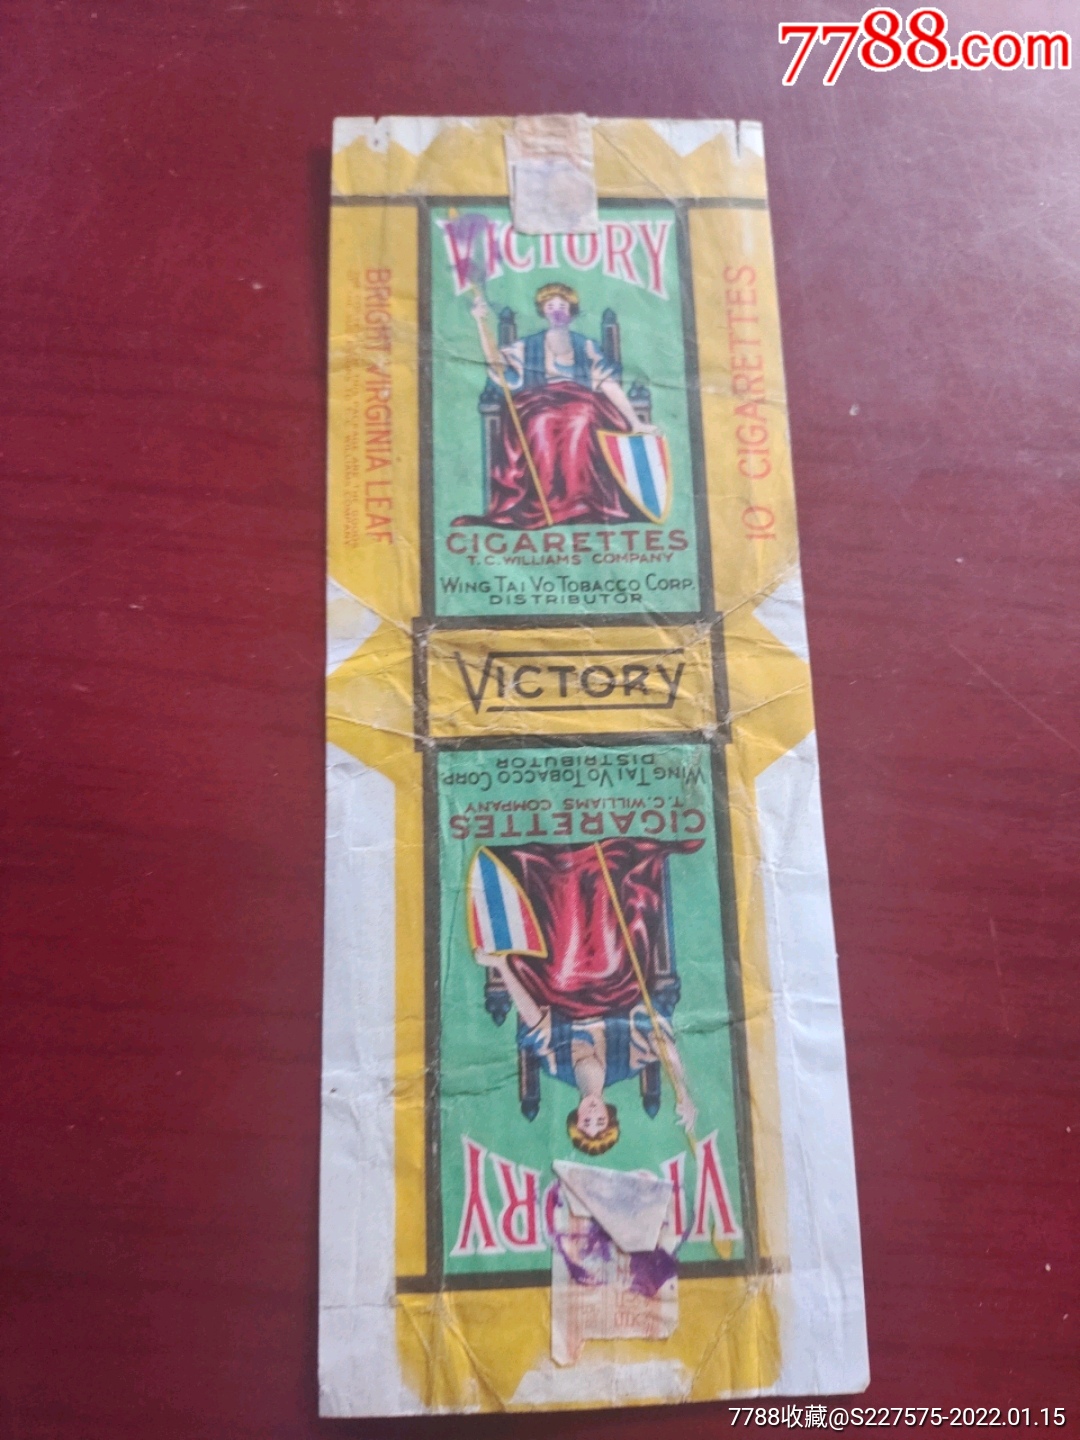 7788.com
VICTORY
BRIGHT VIRGINIA LEAF
10 CIGARETTES
CIGARETTES
T.C. WILLIAMS COMPANY
WING TAI VO TOBACCO CORP.
DISTRIBUTOR
VICTORY
DISTRIBUTOR
WING TAI VO TOBACCO CORP.
T.C. WILLIAMS COMPANY
CIGARETTES
VICTORY
7788收藏@S227575-2022.01.15